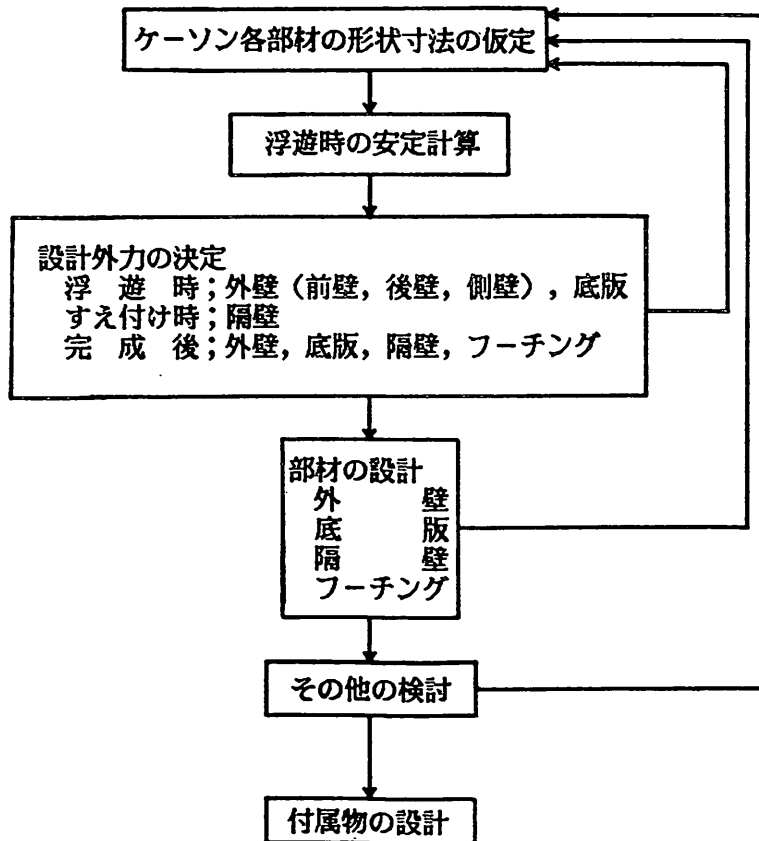 ケーソン各部材の形状寸法の仮定
浮遊時の安定計算
設計外力の決定
浮 遊 時；外壁（前壁，後壁，側壁），底版
すえ付け時；隔壁
完 成 後；外壁，底版，隔壁，フーチング
部材の設計
外 壁
底 版
隔 壁
フーチング
その他の検討
付属物の設計